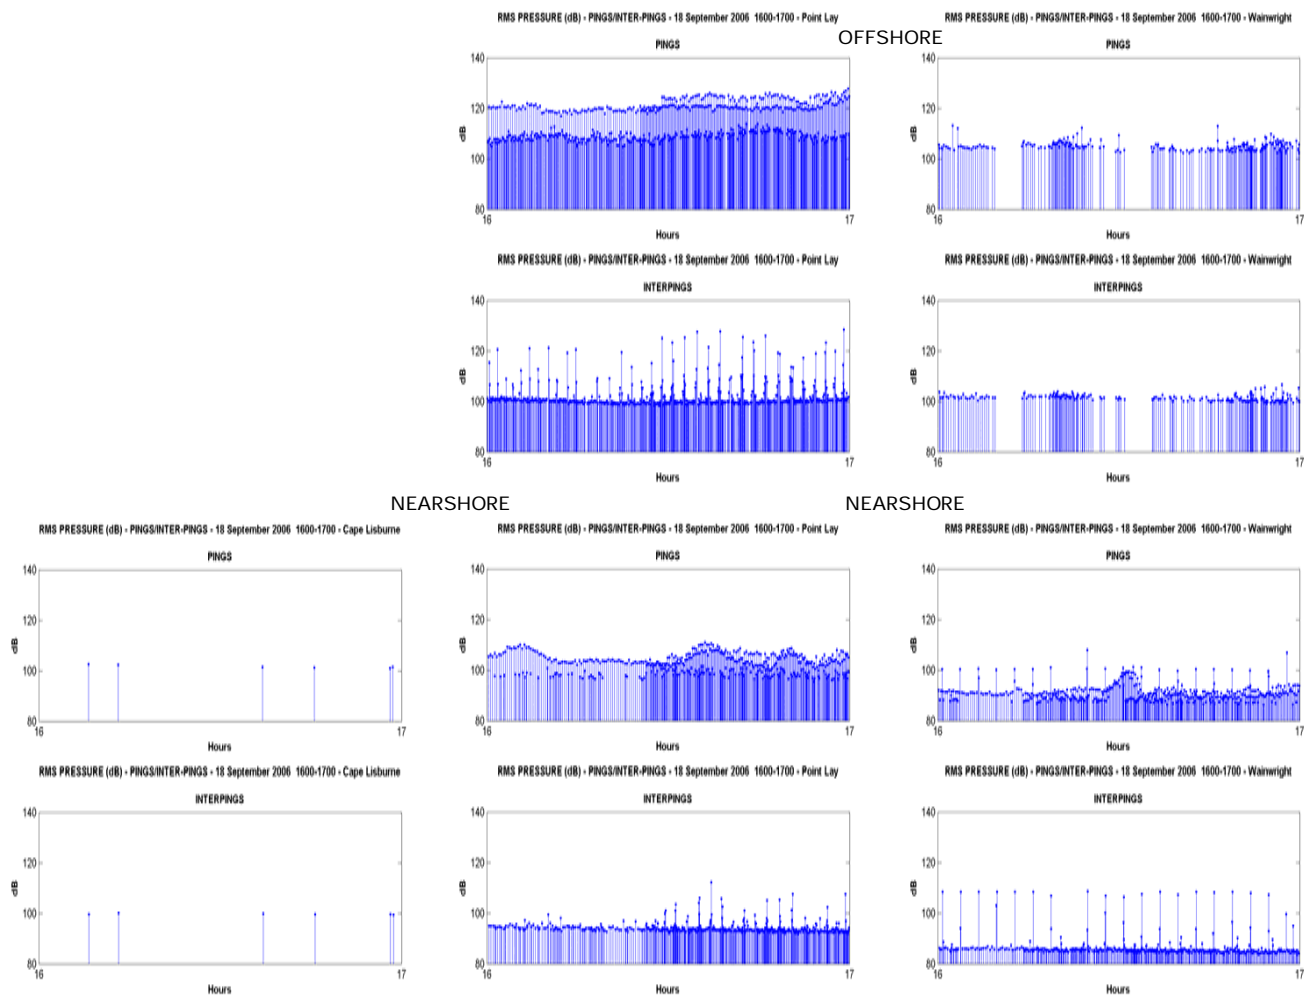 RMS PRESSURE (dB) - PINGS/INTER-PINGS - 18 September 2006 1600-1700 - Point Lay
RMS PRESSURE (dB) - PINGS/INTER-PINGS - 18 September 2006 1600-1700 - Wainwright
OFFSHORE
PINGS
PINGS
140
120
100
80
dB
16
17
Hours
140
120
100
80
dB
16
17
Hours
RMS PRESSURE (dB) - PINGS/INTER-PINGS - 18 September 2006 1600-1700 - Point Lay
RMS PRESSURE (dB) - PINGS/INTER-PINGS - 18 September 2006 1600-1700 - Wainwright
INTERPINGS
INTERPINGS
140
120
100
80
dB
16
17
Hours
140
120
100
80
dB
16
17
Hours
NEARSHORE
NEARSHORE
RMS PRESSURE (dB) - PINGS/INTER-PINGS - 18 September 2006 1600-1700 - Cape Lisburne
RMS PRESSURE (dB) - PINGS/INTER-PINGS - 18 September 2006 1600-1700 - Point Lay
RMS PRESSURE (dB) - PINGS/INTER-PINGS - 18 September 2006 1600-1700 - Wainwright
PINGS
PINGS
PINGS
140
120
100
80
dB
16
17
Hours
140
120
100
80
dB
16
17
Hours
140
120
100
80
dB
16
17
Hours
RMS PRESSURE (dB) - PINGS/INTER-PINGS - 18 September 2006 1600-1700 - Cape Lisburne
RMS PRESSURE (dB) - PINGS/INTER-PINGS - 18 September 2006 1600-1700 - Point Lay
RMS PRESSURE (dB) - PINGS/INTER-PINGS - 18 September 2006 1600-1700 - Wainwright
INTERPINGS
INTERPINGS
INTERPINGS
140
120
100
80
dB
16
17
Hours
140
120
100
80
dB
16
17
Hours
140
120
100
80
dB
16
17
Hours